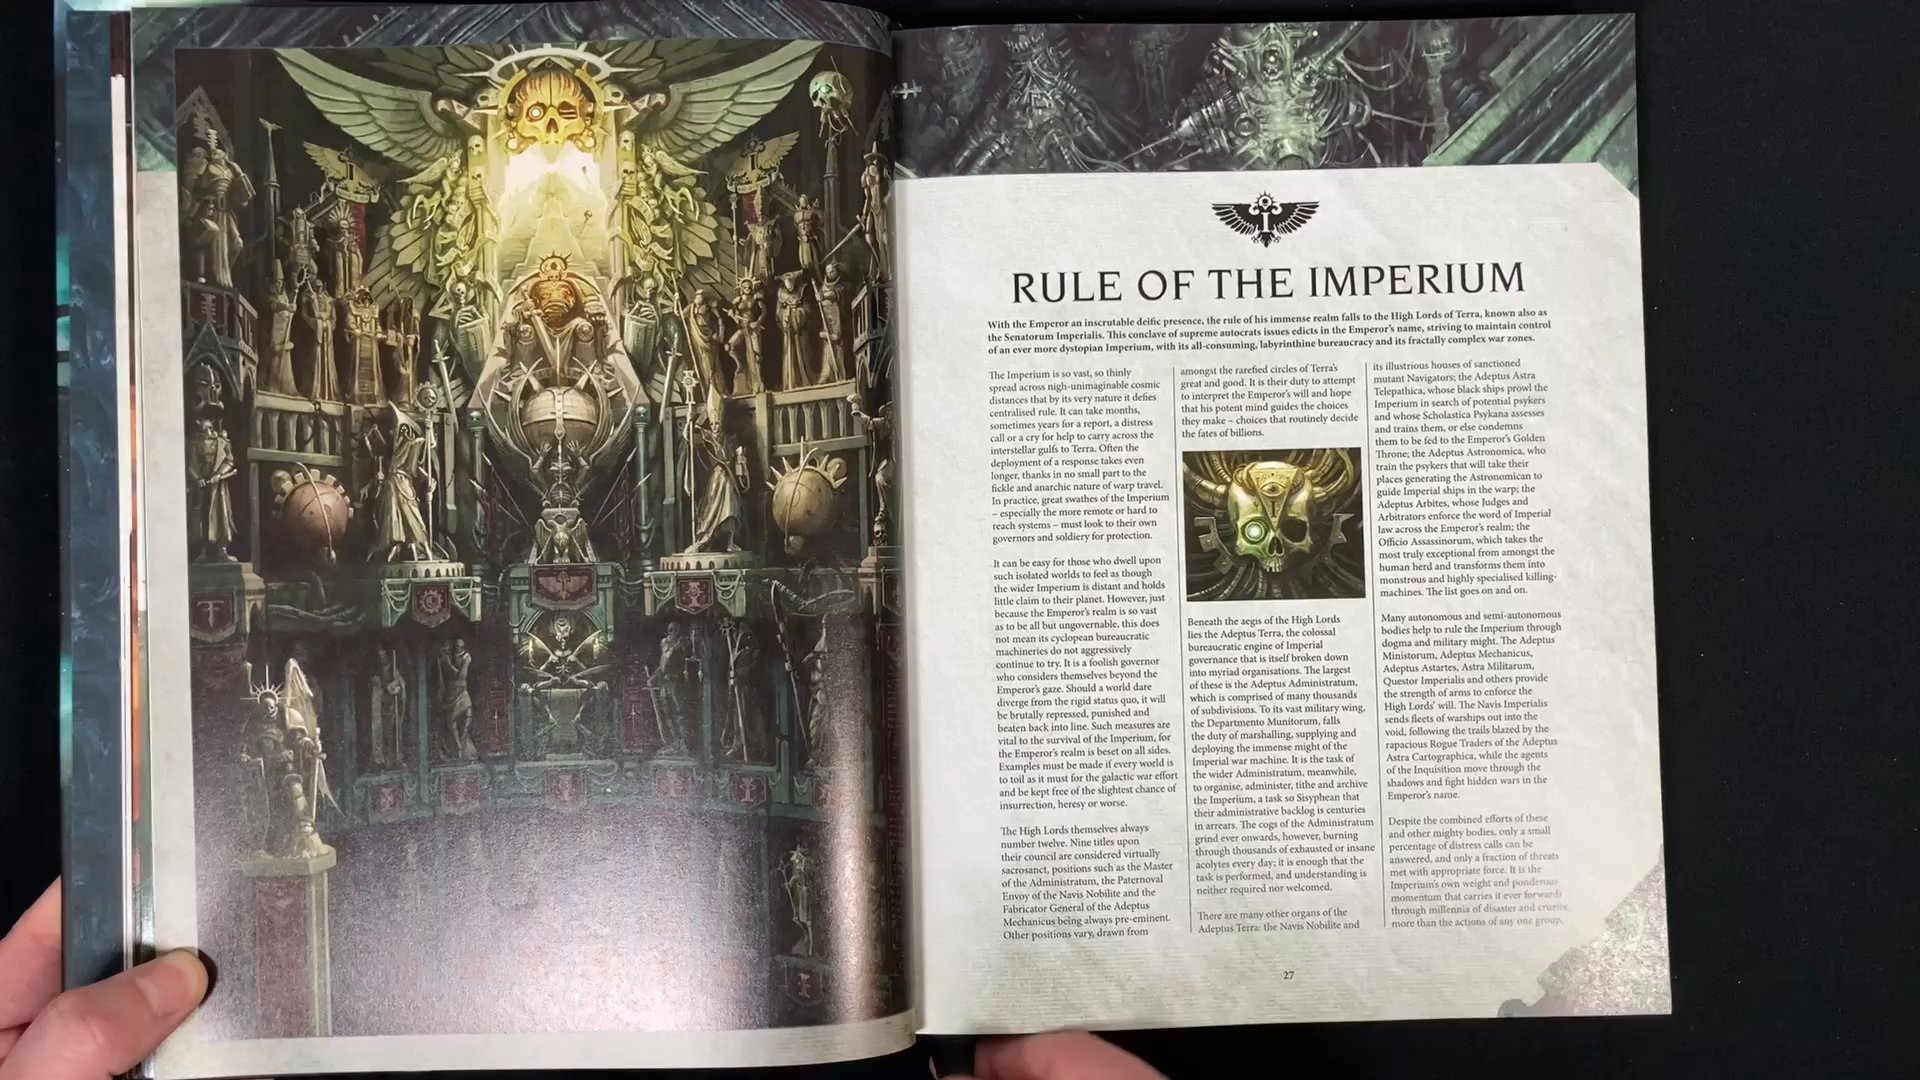 RULE OF THE IMPERIUM
With the Emperor an inscrutable deific presence, the rule of his immense realm falls to the High Lords of Terra, known also as
the Senatorum Imperialis. This conclave of supreme autocrats issues edicts in the Emperor's name, striving to maintain control
of an ever more dystopian Imperium, with its all-consuming, labyrinthine bureaucracy and its fractally complex war zones.
The Imperium is so vast, so thinly
spread across nigh-unimaginable cosmic
distances that by its very nature it defies
centralised rule. It can take months,
sometimes years for a report, a distress
call or a cry for help to carry across the
interstellar gulfs to Terra. Often the
deployment of a response takes even
longer, thanks in no small part to the
fickle and anarchic nature of warp travel.
In practice, great swathes of the Imperium
– especially the more remote or hard to
reach systems – must look to their own
governors and soldiery for protection.
It can be easy for those who dwell upon
such isolated worlds to feel as though
the wider Imperium is distant and holds
little claim to their planet. However, just
because the Emperor's realm is so vast
as to be all but ungovernable, this does
not mean its cyclopean bureaucratic
machineries do not aggressively
continue to try. It is a foolish governor
who considers themselves beyond the
Emperor's gaze. Should a world dare
diverge from the rigid status quo, it will
be brutally repressed, punished and
beaten back into line. Such measures are
vital to the survival of the Imperium, for
the Emperor's realm is beset on all sides.
Examples must be made if every world is
to toil as it must for the galactic war effort
and be kept free of the slightest chance of
insurrection, heresy or worse.
The High Lords themselves always
number twelve. Nine titles upon
their council are considered virtually
sacrosanct, positions such as the Master
of the Administratum, the Paternoval
Envoy of the Navis Nobilite and the
Fabricator General of the Adeptus
Mechanicus being always pre-eminent.
Other positions vary, drawn from
amongst the rarefied circles of Terra's
great and good. It is their duty to attempt
to interpret the Emperor's will and hope
that his potent mind guides the choices
they make – choices that routinely decide
the fates of billions.
Beneath the aegis of the High Lords
lies the Adeptus Terra, the colossal
bureaucratic engine of Imperial
governance that is itself broken down
into myriad organisations. The largest
of these is the Adeptus Administratum,
which is comprised of many thousands
of subdivisions. To its vast military wing,
the Departmento Munitorum, falls
the duty of marshalling, supplying and
deploying the immense might of the
Imperial war machine. It is the task of
the wider Administratum, meanwhile,
to organise, administer, tithe and archive
the Imperium, a task so Sisyphean that
their administrative backlog is centuries
in arrears. The cogs of the Administratum
grind ever onwards, however, burning
through thousands of exhausted or insane
acolytes every day; it is enough that the
task is performed, and understanding is
neither required nor welcomed.
There are many other organs of the
Adeptus Terra: the Navis Nobilite and
its illustrious houses of sanctioned
mutant Navigators; the Adeptus Astra
Telepathica, whose black ships prowl the
Imperium in search of potential psykers
and whose Scholastica Psykana assesses
and trains them, or else condemns
them to be fed to the Emperor's Golden
Throne; the Adeptus Astronomica, who
train the psykers that will take their
places generating the Astronomican to
guide Imperial ships in the warp; the
Adeptus Arbites, whose Judges and
Arbitrators enforce the word of Imperial
law across the Emperor's realm; the
Officio Assassinorum, which takes the
most truly exceptional from amongst the
human herd and transforms them into
monstrous and highly specialised killing-
machines. The list goes on and on.
Many autonomous and semi-autonomous
bodies help to rule the Imperium through
dogma and military might. The Adeptus
Ministorum, Adeptus Mechanicus,
Adeptus Astartes, Astra Militarum,
Questor Imperialis and others provide
the strength of arms to enforce the
High Lords' will. The Navis Imperialis
sends fleets of warships out into the
void, following the trails blazed by the
rapacious Rogue Traders of the Adeptus
Astra Cartographica, while the agents
of the Inquisition move through the
shadows and fight hidden wars in the
Emperor's name.
Despite the combined efforts of these
and other mighty bodies, only a small
percentage of distress calls can be
answered, and only a fraction of threats
met with appropriate force. It is the
Imperium's own weight and ponderous
momentum that carries it ever forwards
through millennia of disaster and cruelty,
more than the actions of any one group.
27